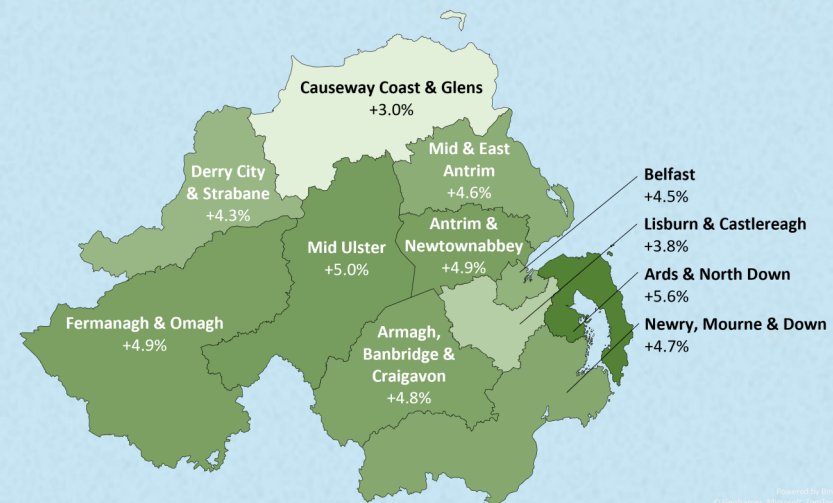 Causeway Coast & Glens
+3.0%
Derry City
& Strabane
+4.3%
Mid & East
Antrim
+4.6%
Belfast
+4.5%
Lisburn & Castlereagh
+3.8%
Ards & North Down
+5.6%
Newry, Mourne & Down
+4.7%
Antrim &
Newtownabbey
+4.9%
Mid Ulster
+5.0%
Fermanagh & Omagh
+4.9%
Armagh,
Banbridge &
Craigavon
+4.8%
Powered by